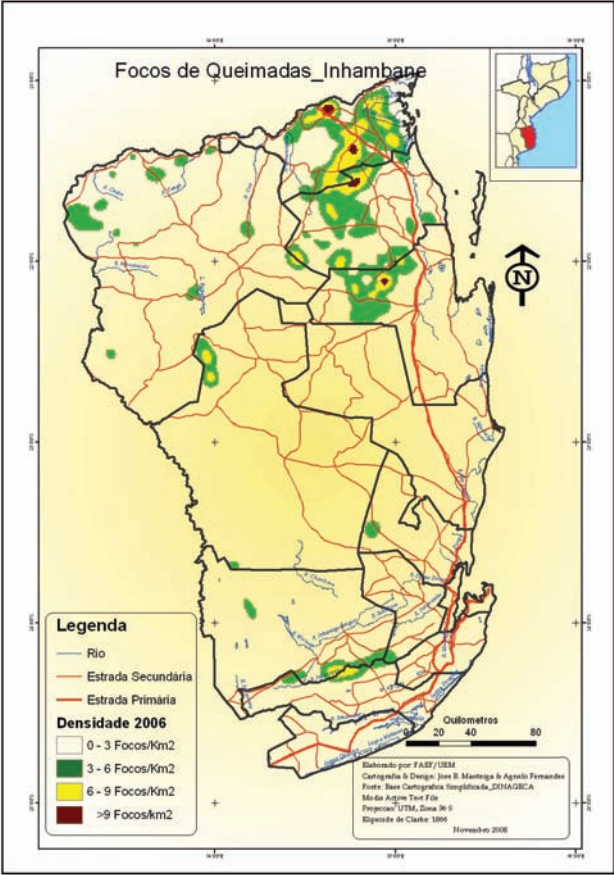 Focos de Queimadas_Inhambane
N
Legenda
Rio
Estrada Secundária
Estrada Primária
Densidade 2006
0 - 3 Focos/Km2
3 - 6 Focos/Km2
6 - 9 Focos/Km2
>9 Focos/km2
Quilometros
0 20 40 80
Elaborado por FAEF/UEM
Cartografia & Design: Jose B. Manteiga & Agnelo Fernandes
Fonte: Base Cartografica Simplificada_DINAGECA
Modis Active Text File
Projeccao: UTM, Zona 36 S
Elipsoide de Clarke: 1866
Novembro 2008